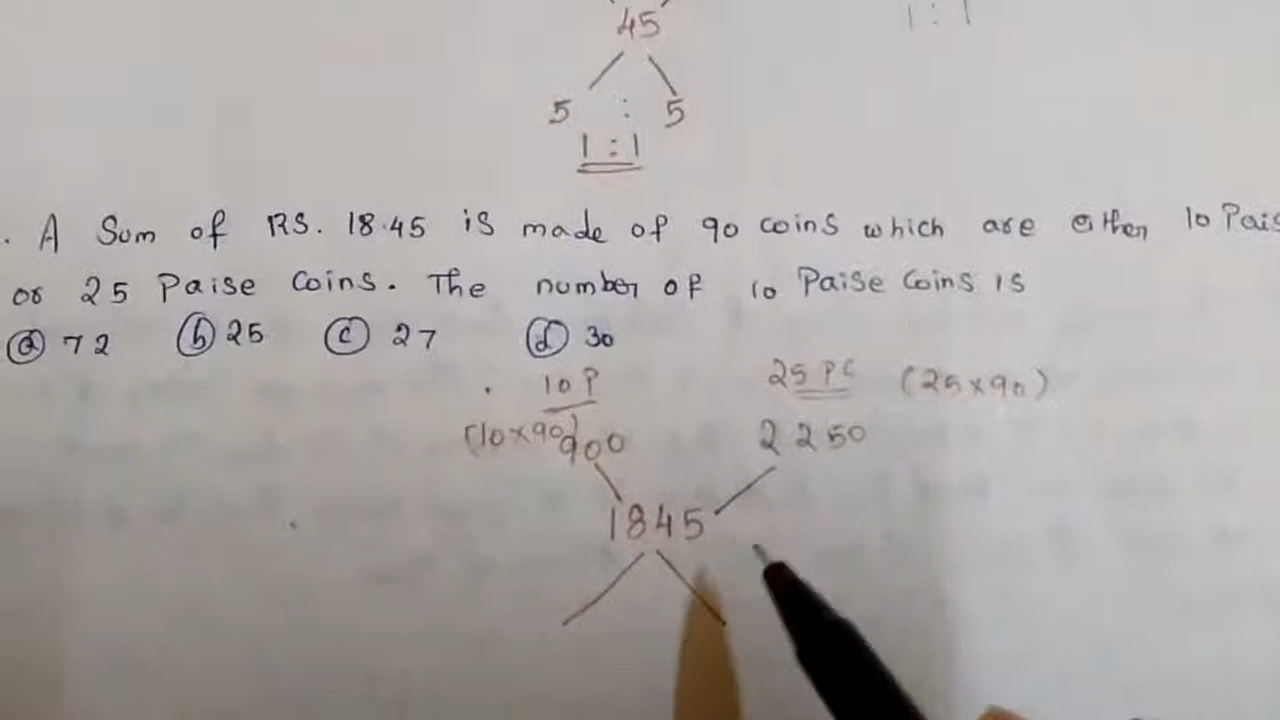 45
1 : 1
5 : 5
1 : 1
. A Sum of RS. 18.45 is made of 90 coins which are either 10 Pais
or 25 Paise Coins. The number of 10 Paise Coins is
(a) 72 (b) 25 (c) 27 (d) 30
10 P 25 PC (25×90)
(10×90) 900 2250
1845